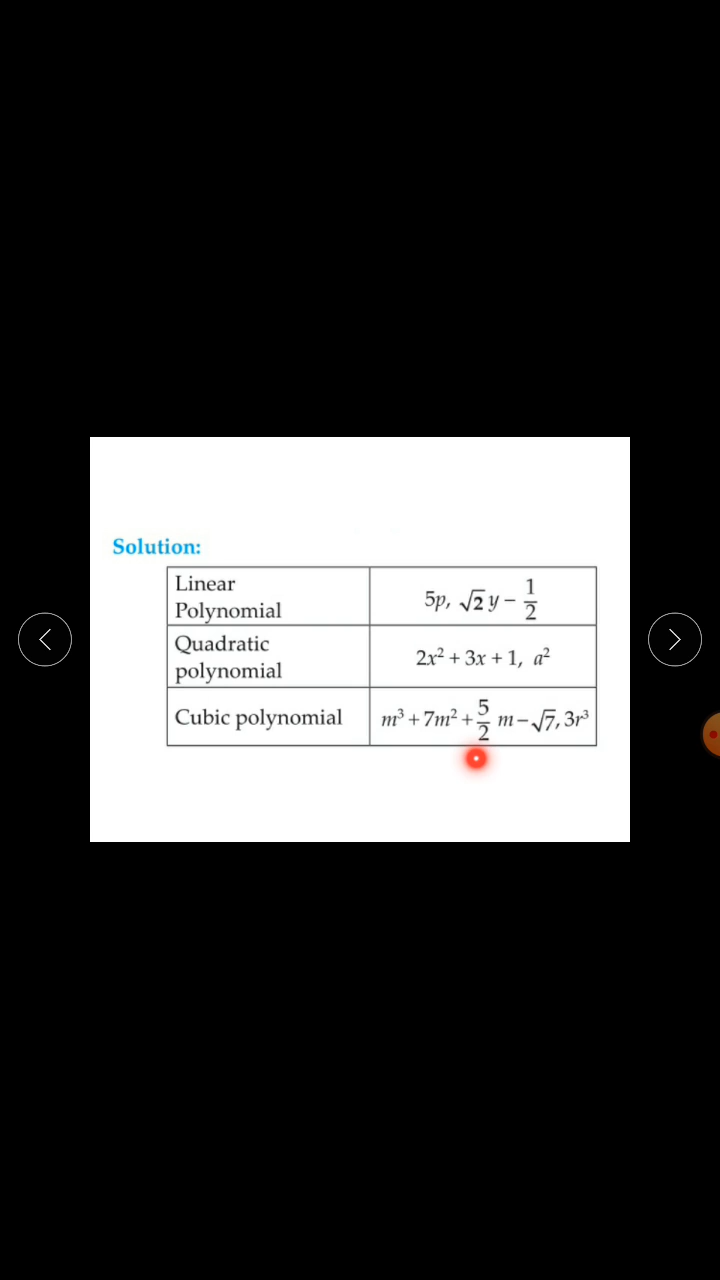 Solution:
Linear
Polynomial
5p, √2 y − 1/2
Quadratic
polynomial
2x² + 3x + 1, a²
Cubic polynomial
m³ + 7m² + 5/2 m − √7, 3r³